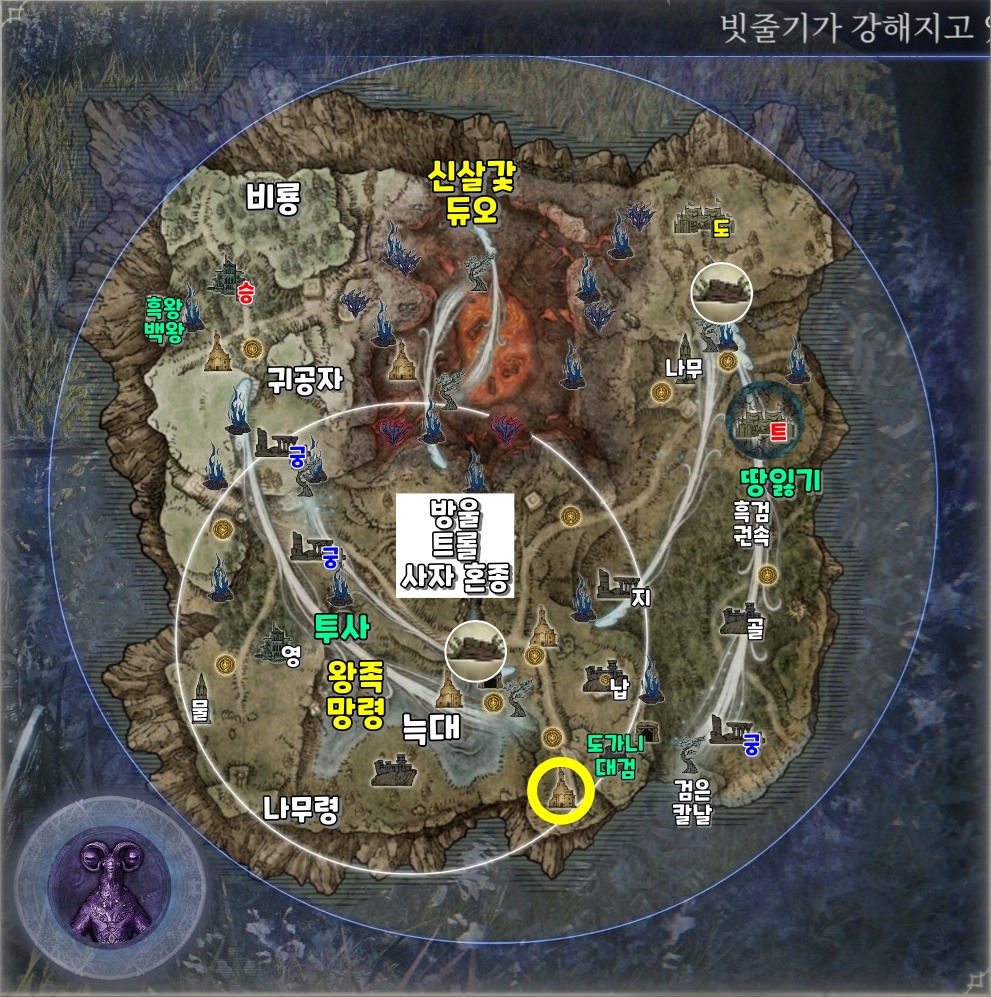 빗줄기가 강해지고
신살갗
듀오
비룡
도
승
흑왕
백왕
나무
귀공자
트
궁
땅잃기
방울
트롤
사자 혼종
흑검
권속
궁
지
투사
골
영
왕족
망령
납
물
늑대
도가니
대검
궁
검은
칼날
나무령